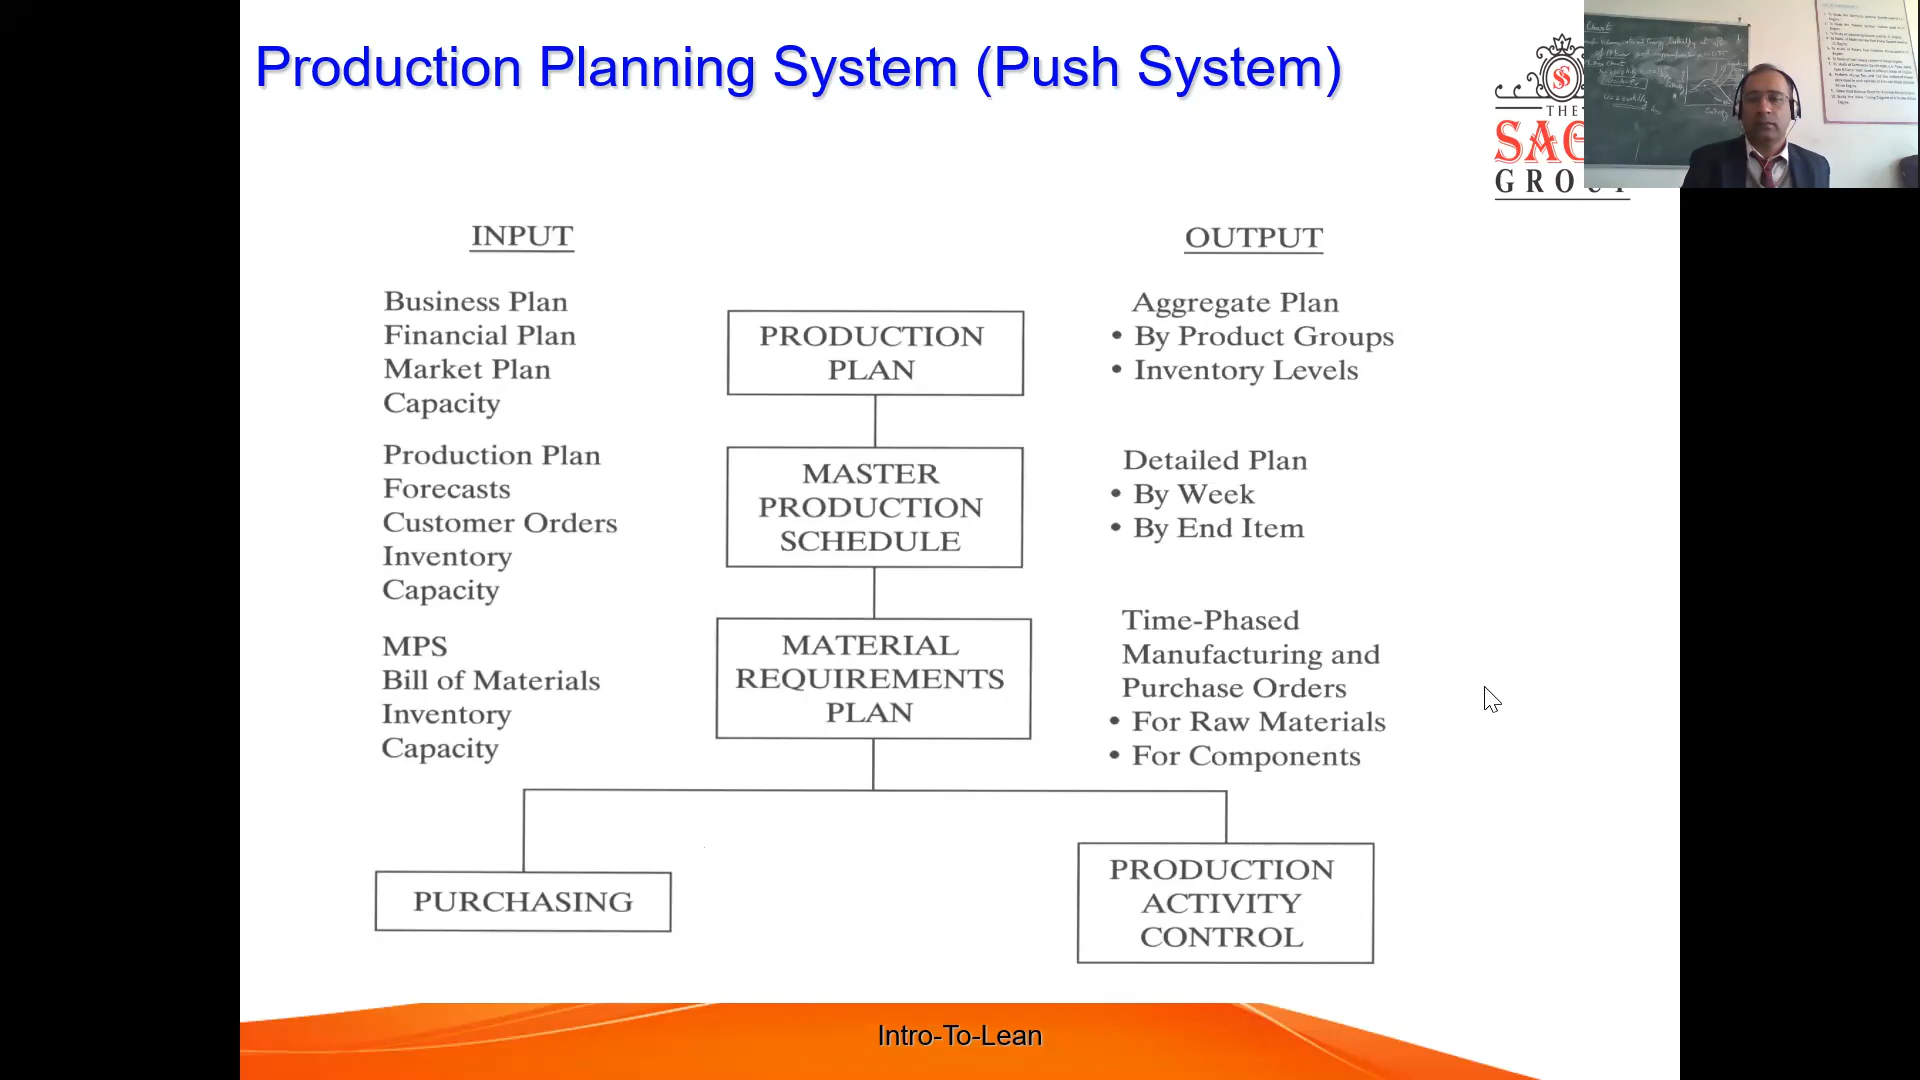 Production Planning System (Push System)
THE
SAG
GROUP
INPUT
OUTPUT
Business Plan
Financial Plan
Market Plan
Capacity
PRODUCTION
PLAN
Aggregate Plan
• By Product Groups
• Inventory Levels
Production Plan
Forecasts
Customer Orders
Inventory
Capacity
MASTER
PRODUCTION
SCHEDULE
Detailed Plan
• By Week
• By End Item
MPS
Bill of Materials
Inventory
Capacity
MATERIAL
REQUIREMENTS
PLAN
Time-Phased
Manufacturing and
Purchase Orders
• For Raw Materials
• For Components
PURCHASING
PRODUCTION
ACTIVITY
CONTROL
Intro-To-Lean